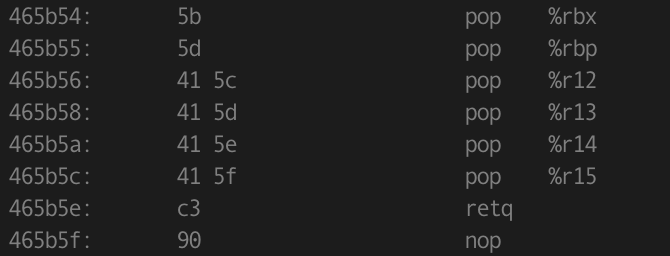 465b54: 5b pop %rbx
465b55: 5d pop %rbp
465b56: 41 5c pop %r12
465b58: 41 5d pop %r13
465b5a: 41 5e pop %r14
465b5c: 41 5f pop %r15
465b5e: c3 retq
465b5f: 90 nop